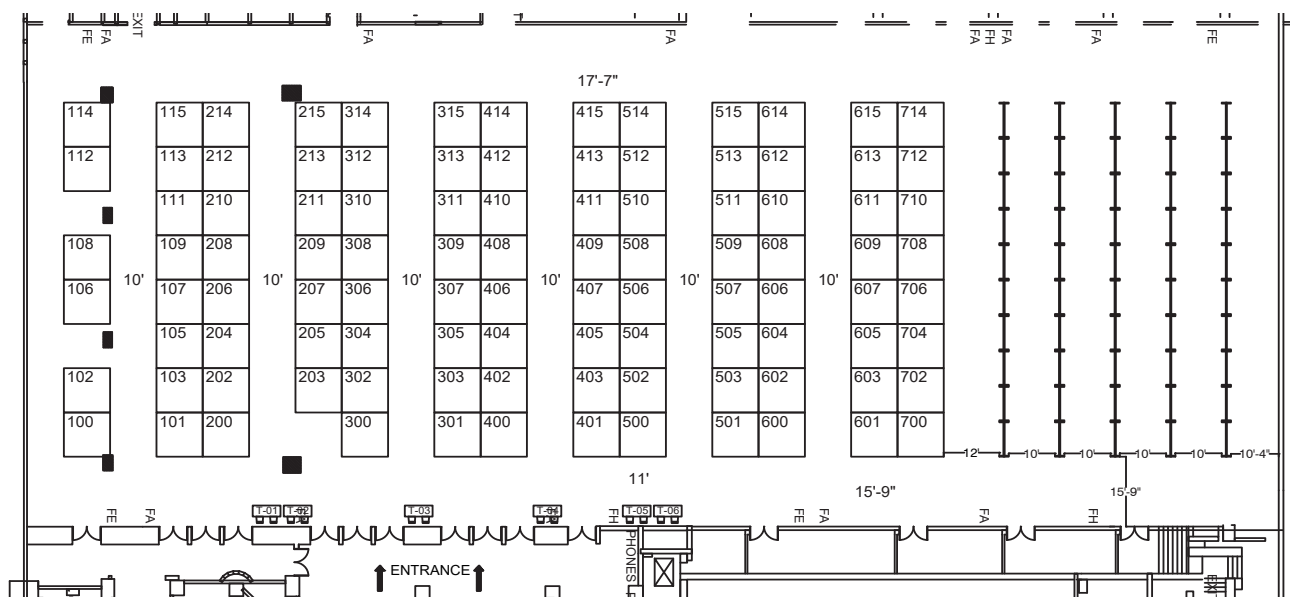 EXIT
FE FA FA FA FA FH FA FA FE
17'-7"
114 115 214 215 314 315 414 415 514 515 614 615 714
112 113 212 213 312 313 412 413 512 513 612 613 712
111 210 211 310 311 410 411 510 511 610 611 710
108 109 208 209 308 309 408 409 508 509 608 609 708
10' 10' 10' 10' 10' 10'
106 107 206 207 306 307 406 407 506 507 606 607 706
105 204 205 304 305 404 405 504 505 604 605 704
102 103 202 203 302 303 402 403 502 503 602 603 702
100 101 200 300 301 400 401 500 501 600 601 700
12' 10' 10' 10' 10' 10'-4"
11' 15'-9" 15'-9"
T-01 T-02 T-03 T-04 T-05 T-06
FE FA FH FE FA FA FH
PHONES
ENTRANCE